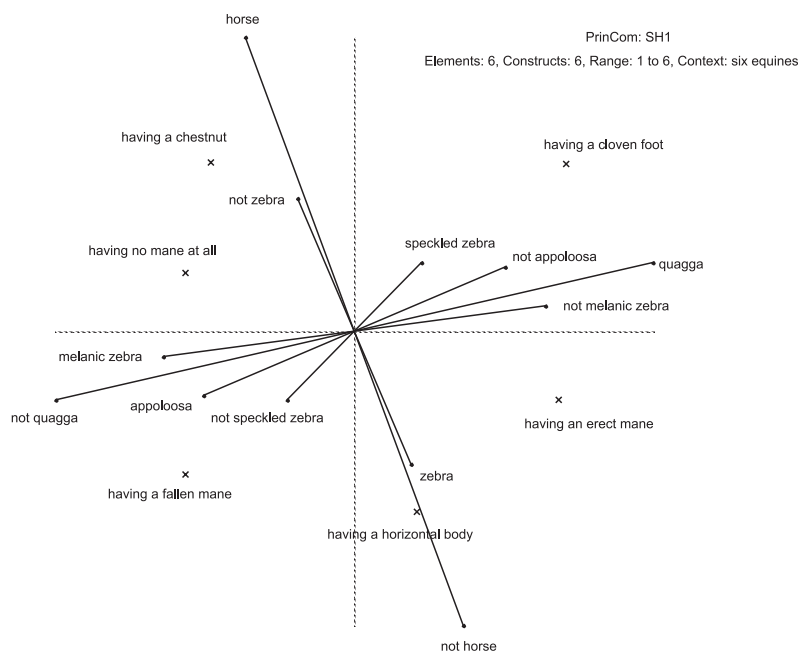 horse
PrinCom: SH1
Elements: 6, Constructs: 6, Range: 1 to 6, Context: six equines
having a chestnut
having a cloven foot
not zebra
having no mane at all
speckled zebra
not appoloosa
quagga
not melanic zebra
melanic zebra
not quagga
appoloosa
not speckled zebra
having an erect mane
zebra
having a fallen mane
having a horizontal body
not horse